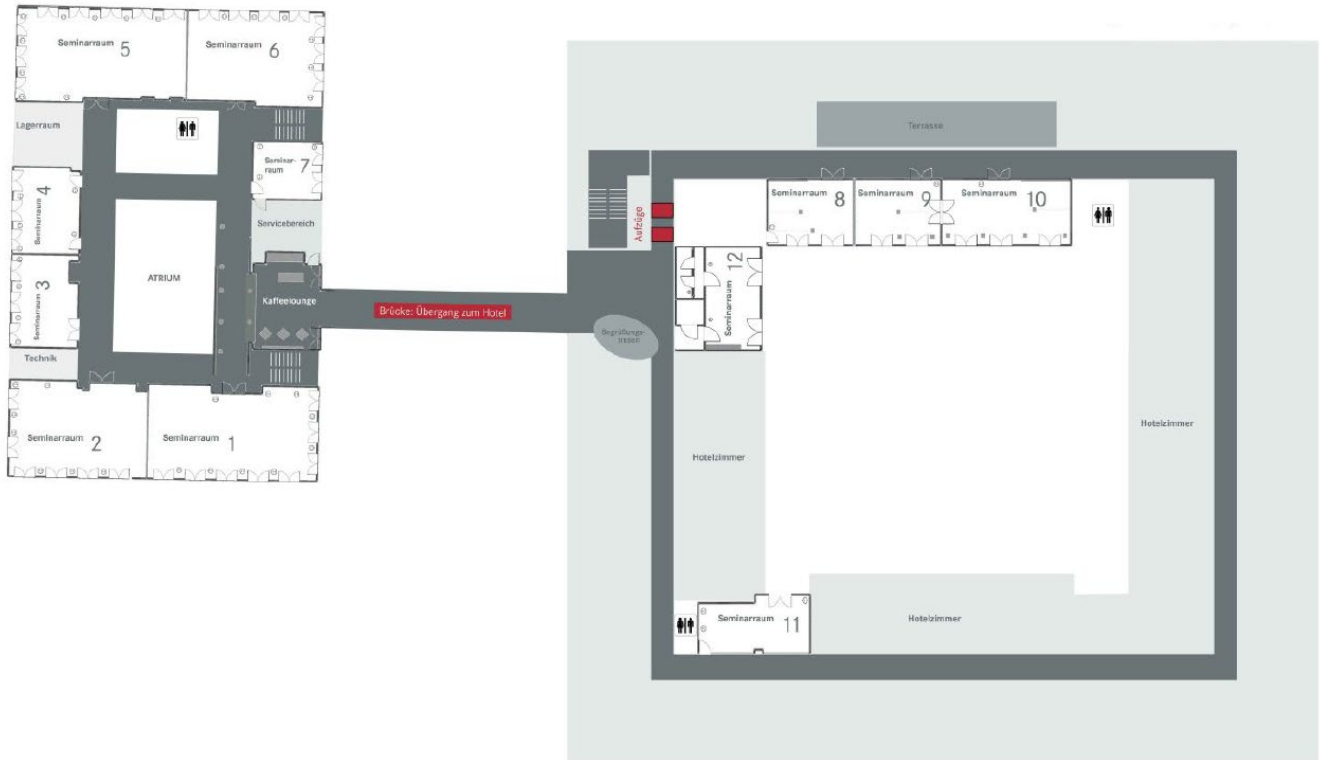 Seminarraum 5
Seminarraum 6
Lagerraum
Seminar-
raum 7
Seminarraum 4
Servicebereich
Seminarraum 3
ATRIUM
Kaffeelounge
Technik
Seminarraum 2
Seminarraum 1
Brücke: Übergang zum Hotel
Terrasse
Aufzüge
Seminarraum 8
Seminarraum 9
Seminarraum 10
Seminarraum 12
Begrüßungs-
tresen
Hotelzimmer
Hotelzimmer
Seminarraum 11
Hotelzimmer